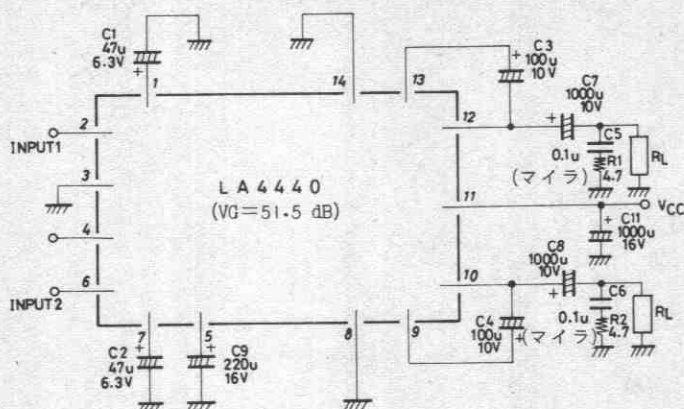 C1
47u
6.3V
+
1
14
13
+
C3
100u
10V
C7
1000u
10V
2
INPUT1
12
+
C5
0.1u
R1
4.7
RL
(マイラ)
3
LA4440
(VG=51.5 dB)
11
VCC
4
+
C11
1000u
16V
C8
1000u
10V
6
INPUT2
10
+
C6
0.1u
R2
4.7
RL
(マイラ)
7
5
8
9
C2
47u
6.3V
+
C9
220u
16V
+
C4
100u
10V
+